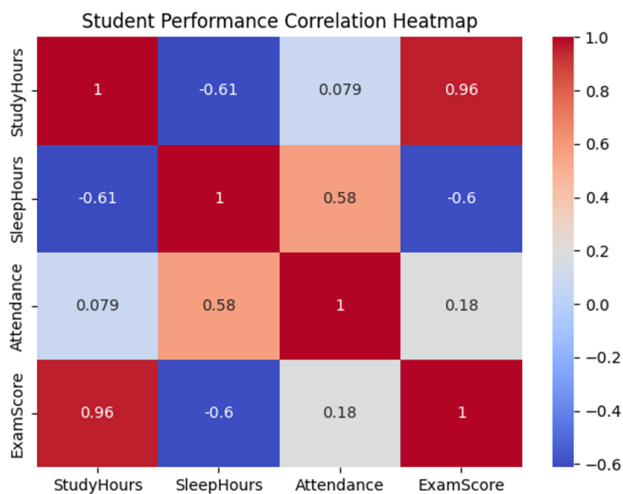 Student Performance Correlation Heatmap
StudyHours 1 -0.61 0.079 0.96
SleepHours -0.61 1 0.58 -0.6
Attendance 0.079 0.58 1 0.18
ExamScore 0.96 -0.6 0.18 1
StudyHours SleepHours Attendance ExamScore
1.0
0.8
0.6
0.4
0.2
0.0
−0.2
−0.4
−0.6